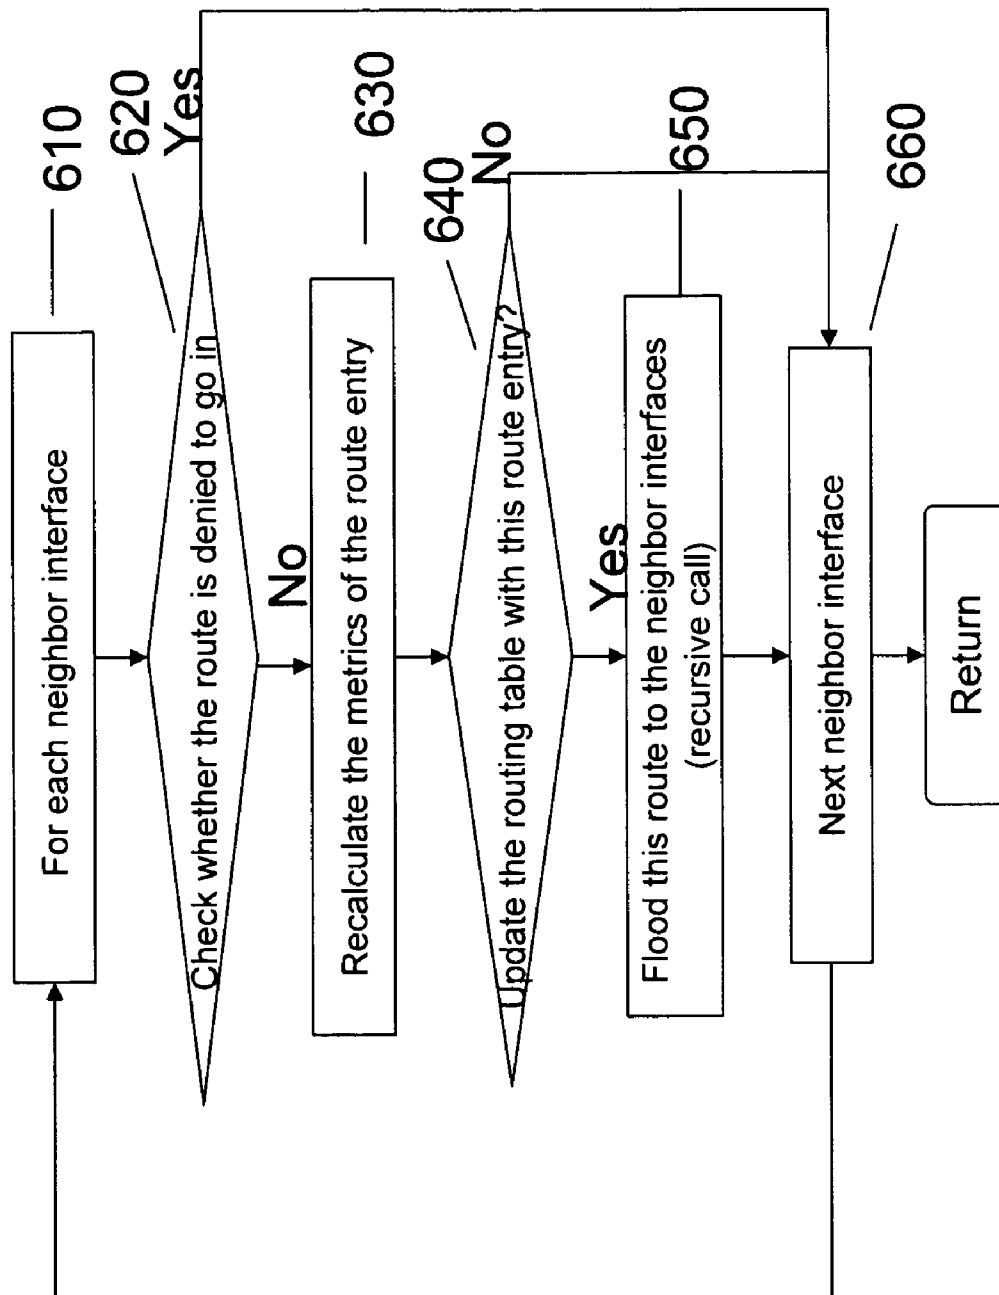 For each neighbor interface
610
Check whether the route is denied to go in
620
Yes
No
Recalculate the metrics of the route entry
630
Update the routing table with this route entry?
640
No
Yes
Flood this route to the neighbor interfaces
(recursive call)
650
Next neighbor interface
660
Return